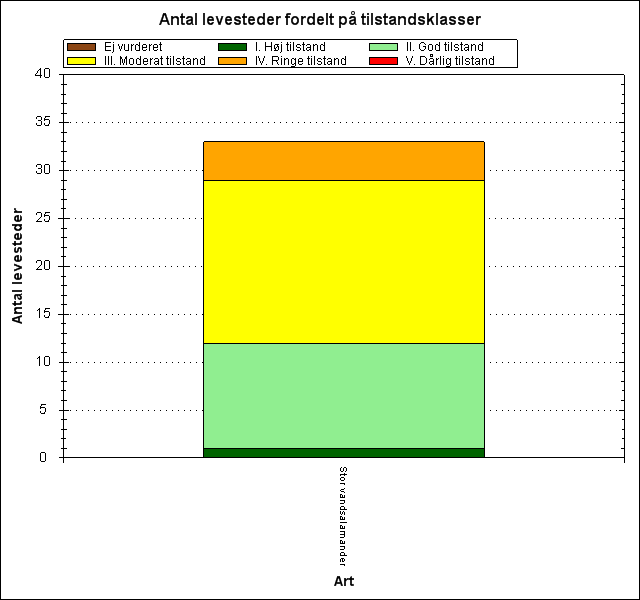 Antal levesteder fordelt på tilstandsklasser
Ej vurderet I. Høj tilstand II. God tilstand
III. Moderat tilstand IV. Ringe tilstand V. Dårlig tilstand
40
35
30
25
20
15
10
5
0
Antal levesteder
Stor vandsalamander
Art